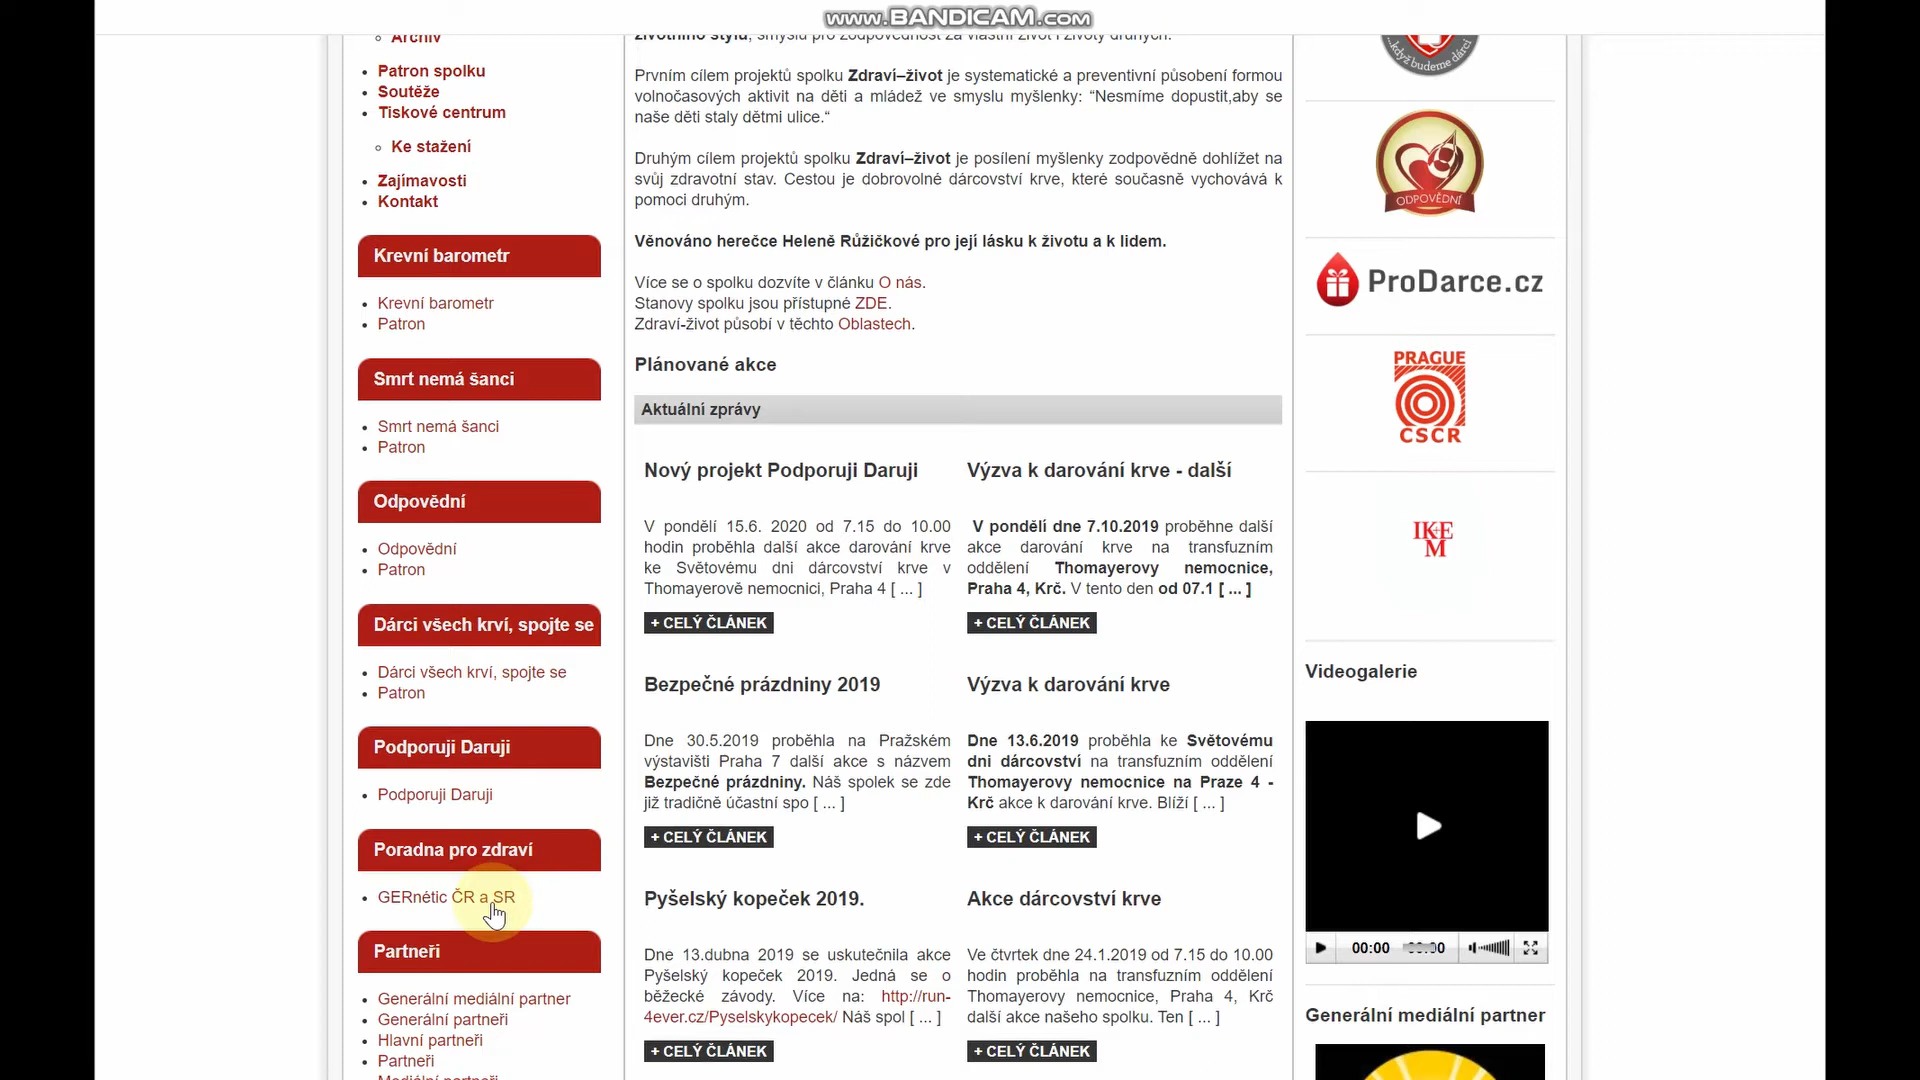 www.BANDICAM.com
Archiv
Patron spolku
Soutěže
Tiskové centrum
Ke stažení
Zajímavosti
Kontakt
Krevní barometr
Krevní barometr
Patron
Smrt nemá šanci
Smrt nemá šanci
Patron
Odpovědní
Odpovědní
Patron
Dárci všech krví, spojte se
Dárci všech krví, spojte se
Patron
Podporuji Daruji
Podporuji Daruji
Poradna pro zdraví
GERnétic ČR a SR
Partneři
Generální mediální partner
Generální partneři
Hlavní partneři
Partneři
Mediální partneři
životního stylu, smyslu pro zodpovědnost za vlastní život i životy druhých.
Prvním cílem projektů spolku Zdraví–život je systematické a preventivní působení formou
volnočasových aktivit na děti a mládež ve smyslu myšlenky: “Nesmíme dopustit,aby se
naše děti staly dětmi ulice.“
Druhým cílem projektů spolku Zdraví–život je posílení myšlenky zodpovědně dohlížet na
svůj zdravotní stav. Cestou je dobrovolné dárcovství krve, které současně vychovává k
pomoci druhým.
Věnováno herečce Heleně Růžičkové pro její lásku k životu a k lidem.
Více se o spolku dozvíte v článku O nás.
Stanovy spolku jsou přístupné ZDE.
Zdraví-život působí v těchto Oblastech.
Plánované akce
Aktuální zprávy
Nový projekt Podporuji Daruji
V pondělí 15.6. 2020 od 7.15 do 10.00
hodin proběhla další akce darování krve
ke Světovému dni dárcovství krve v
Thomayerově nemocnici, Praha 4 [ ... ]
+ CELÝ ČLÁNEK
Výzva k darování krve - další
V pondělí dne 7.10.2019 proběhne další
akce darování krve na transfuzním
oddělení Thomayerovy nemocnice,
Praha 4, Krč. V tento den od 07.1 [ ... ]
+ CELÝ ČLÁNEK
Bezpečné prázdniny 2019
Dne 30.5.2019 proběhla na Pražském
výstavišti Praha 7 další akce s názvem
Bezpečné prázdniny. Náš spolek se zde
již tradičně účastní spo [ ... ]
+ CELÝ ČLÁNEK
Výzva k darování krve
Dne 13.6.2019 proběhla ke Světovému
dni dárcovství na transfuzním oddělení
Thomayerovy nemocnice na Praze 4 -
Krč akce k darování krve. Blíží [ ... ]
+ CELÝ ČLÁNEK
Pyšelský kopeček 2019.
Dne 13.dubna 2019 se uskutečnila akce
Pyšelský kopeček 2019. Jedná se o
běžecké závody. Více na: http://run-
4ever.cz/Pyselskykopecek/ Náš spol [ ... ]
+ CELÝ ČLÁNEK
Akce dárcovství krve
Ve čtvrtek dne 24.1.2019 od 7.15 do 10.00
hodin proběhla na transfuzním oddělení
Thomayerovy nemocnice, Praha 4, Krč
další akce našeho spolku. Ten [ ... ]
+ CELÝ ČLÁNEK
...když budeme dárci
ODPOVĚDNÍ
ProDarce.cz
PRAGUE
CSCR
IKE
M
Videogalerie
00:00
00:00
Generální mediální partner